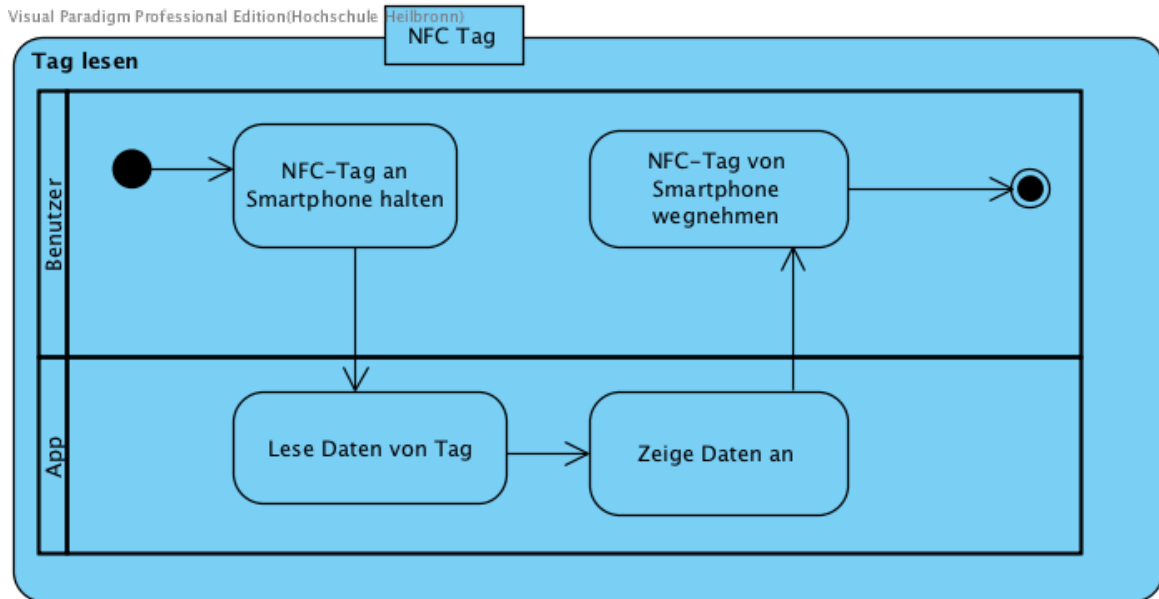 Visual Paradigm Professional Edition(Hochschule Heilbronn)
NFC Tag
Tag lesen
Benutzer
NFC-Tag an
Smartphone halten
NFC-Tag von
Smartphone
wegnehmen
App
Lese Daten von Tag
Zeige Daten an